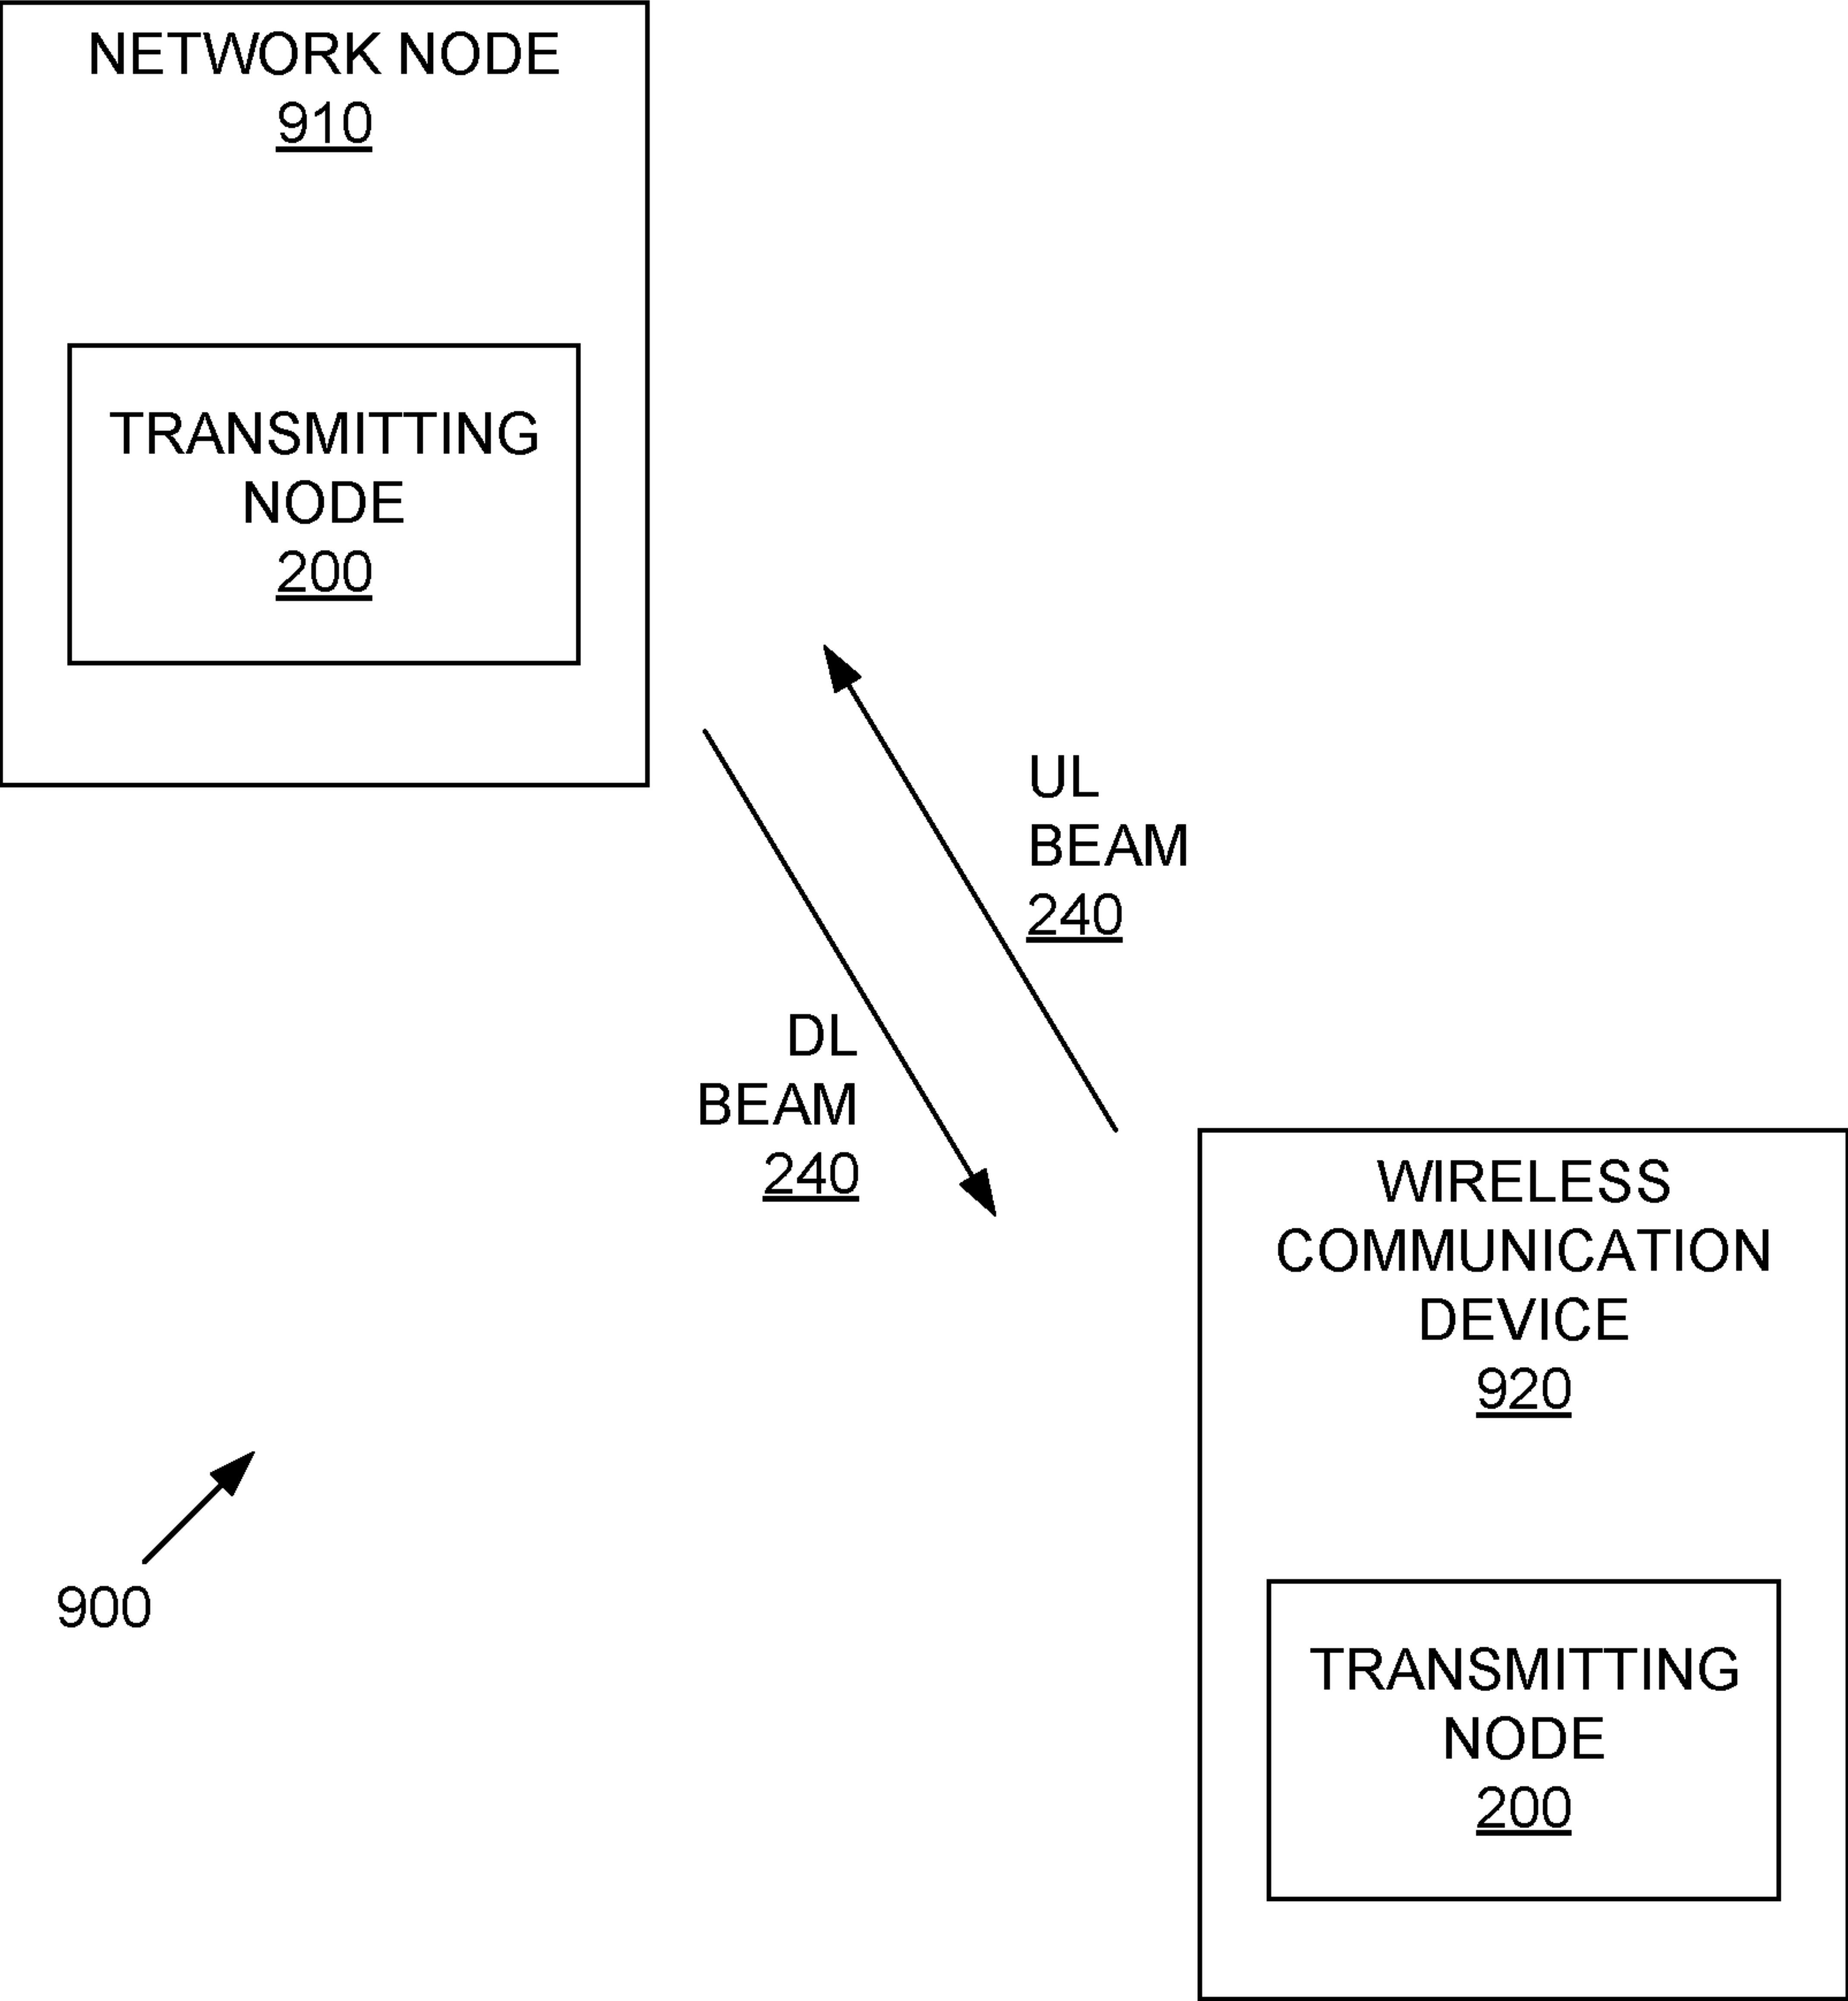 NETWORK NODE
910
TRANSMITTING
NODE
200
UL
BEAM
240
DL
BEAM
240
WIRELESS
COMMUNICATION
DEVICE
920
900
TRANSMITTING
NODE
200